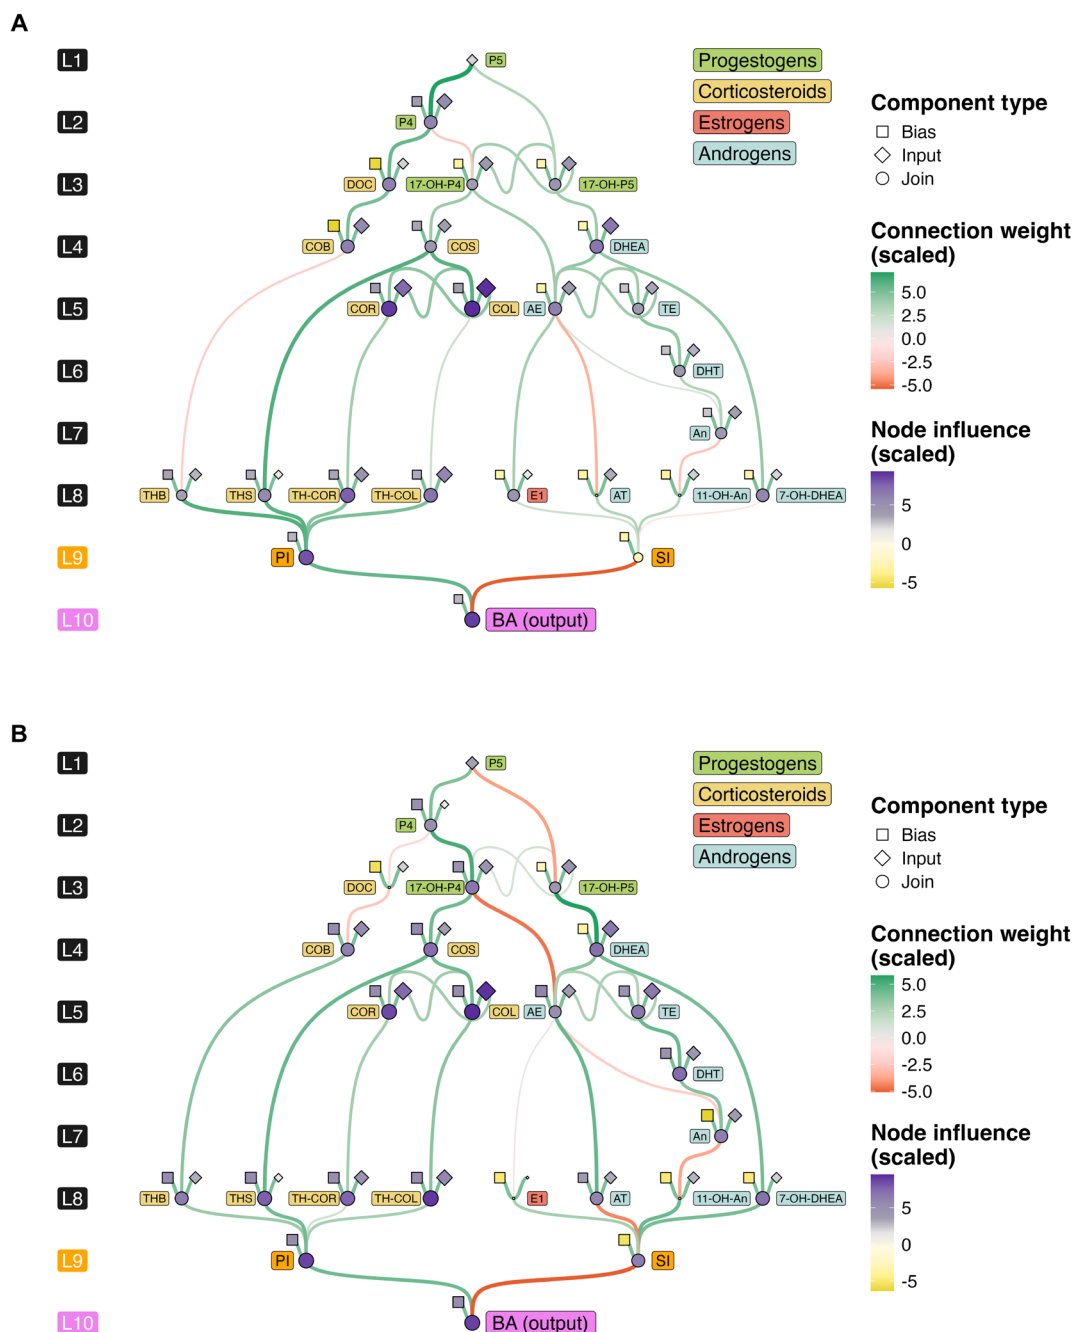 A
L1
P5
Progestogens
Corticosteroids
Estrogens
Androgens
L2
P4
L3
DOC
17-OH-P4
17-OH-P5
L4
COB
COS
DHEA
L5
COR
COL
AE
TE
L6
DHT
L7
An
L8
THB
THS
TH-COR
TH-COL
E1
AT
11-OH-An
7-OH-DHEA
L9
PI
SI
L10
BA (output)
Component type
Bias
Input
Join
Connection weight
(scaled)
5.0
2.5
0.0
-2.5
-5.0
Node influence
(scaled)
5
0
-5
B
L1
P5
Progestogens
Corticosteroids
Estrogens
Androgens
L2
P4
L3
DOC
17-OH-P4
17-OH-P5
L4
COB
COS
DHEA
L5
COR
COL
AE
TE
L6
DHT
L7
An
L8
THB
THS
TH-COR
TH-COL
E1
AT
11-OH-An
7-OH-DHEA
L9
PI
SI
L10
BA (output)
Component type
Bias
Input
Join
Connection weight
(scaled)
5.0
2.5
0.0
-2.5
-5.0
Node influence
(scaled)
5
0
-5